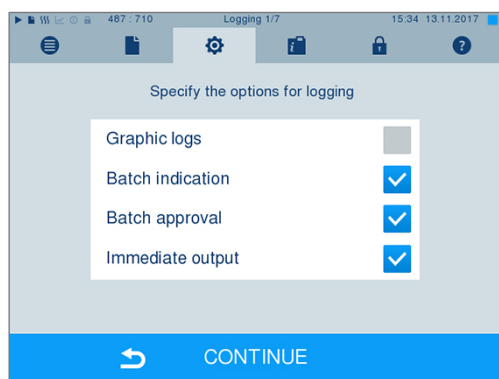 487 : 710 Logging 1/7 15:34 13.11.2017
Specify the options for logging
Graphic logs
Batch indication
Batch approval
Immediate output
CONTINUE